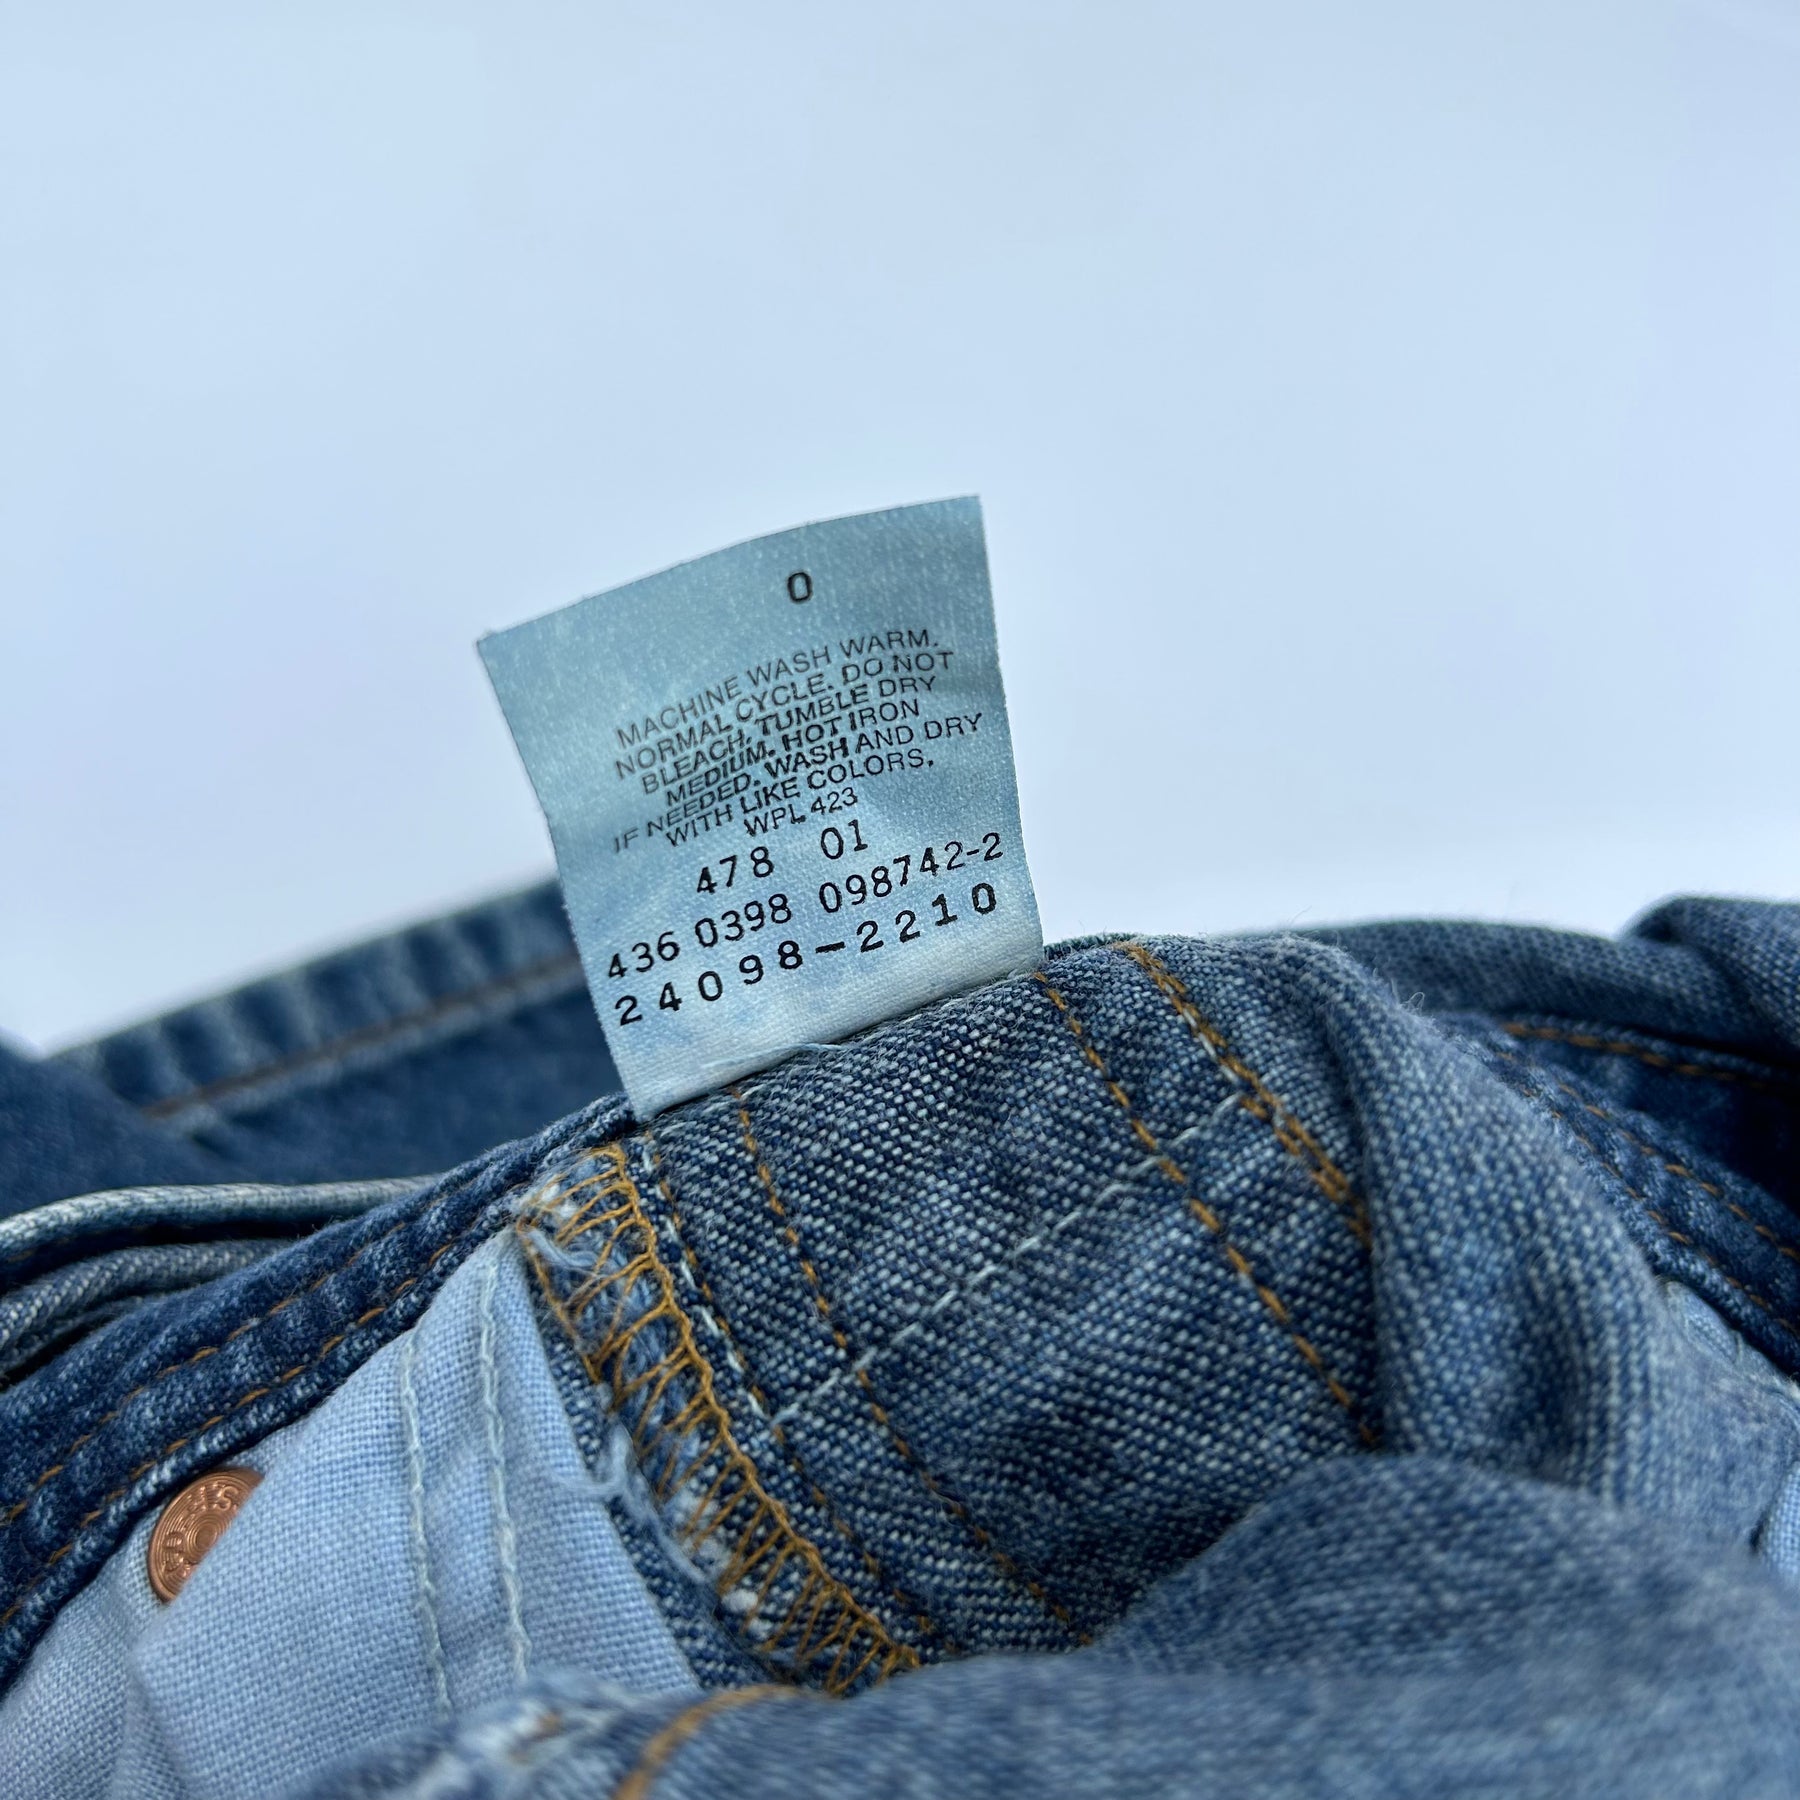 0
MACHINE WASH WARM.
NORMAL CYCLE. DO NOT
BLEACH. TUMBLE DRY
MEDIUM. HOT IRON
IF NEEDED. WASH AND DRY
WITH LIKE COLORS.
WPL 423
478 01
436 0398 098742-2
24098-2210